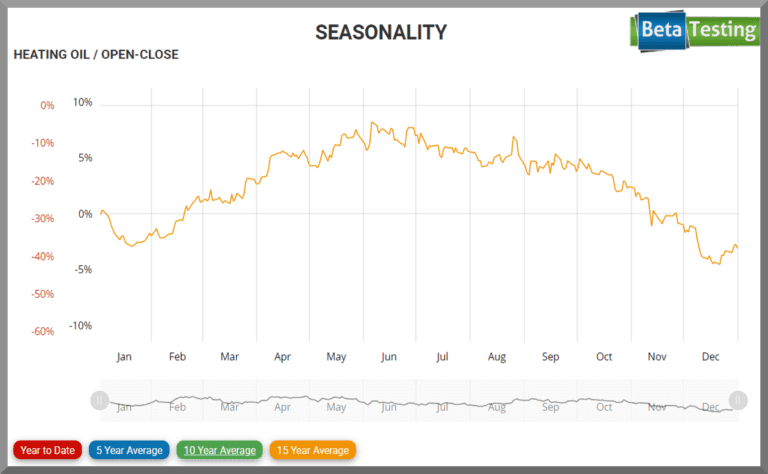 SEASONALITY
Beta Testing
HEATING OIL / OPEN-CLOSE
0%
-10%
-20%
-30%
-40%
-50%
-60%
10%
5%
0%
-5%
-10%
Jan Feb Mar Apr May Jun Jul Aug Sep Oct Nov Dec
Jan Feb Mar Apr May Jun Jul Aug Sep Oct Nov Dec
Year to Date 5 Year Average 10 Year Average 15 Year Average